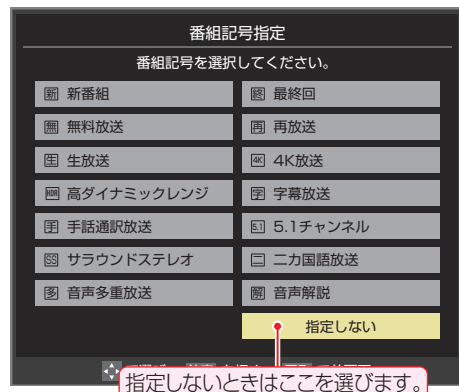 番組記号指定
番組記号を選択してください。
新 新番組
終 最終回
無 無料放送
再 再放送
生 生放送
4K 4K放送
HDR 高ダイナミックレンジ
字 字幕放送
手 手話通訳放送
5.1 5.1チャンネル
SS サラウンドステレオ
二 二カ国語放送
多 音声多重放送
解 音声解説
指定しない
指定しないときはここを選びます。